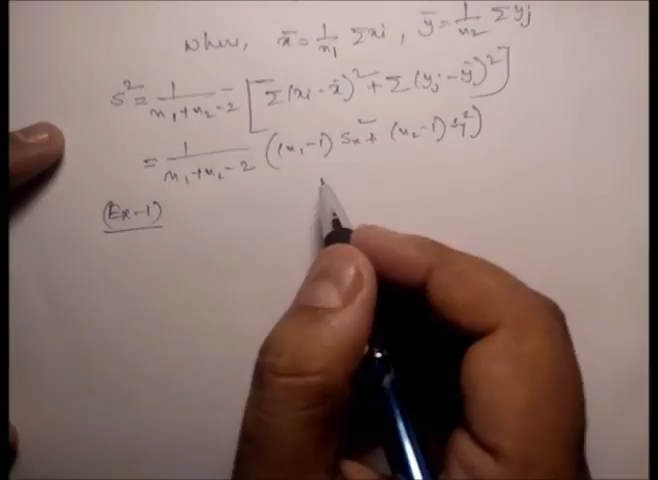 where, x̄ = 1/n₁ Σxi , ȳ = 1/n₂ Σyj
S² = 1/(n₁+n₂-2) [ Σ(xi - x̄)² + Σ(yj - ȳ)² ]
= 1/(n₁+n₂-2) ((n₁-1) Sx² + (n₂-1) Sy²)
(Ex-1)